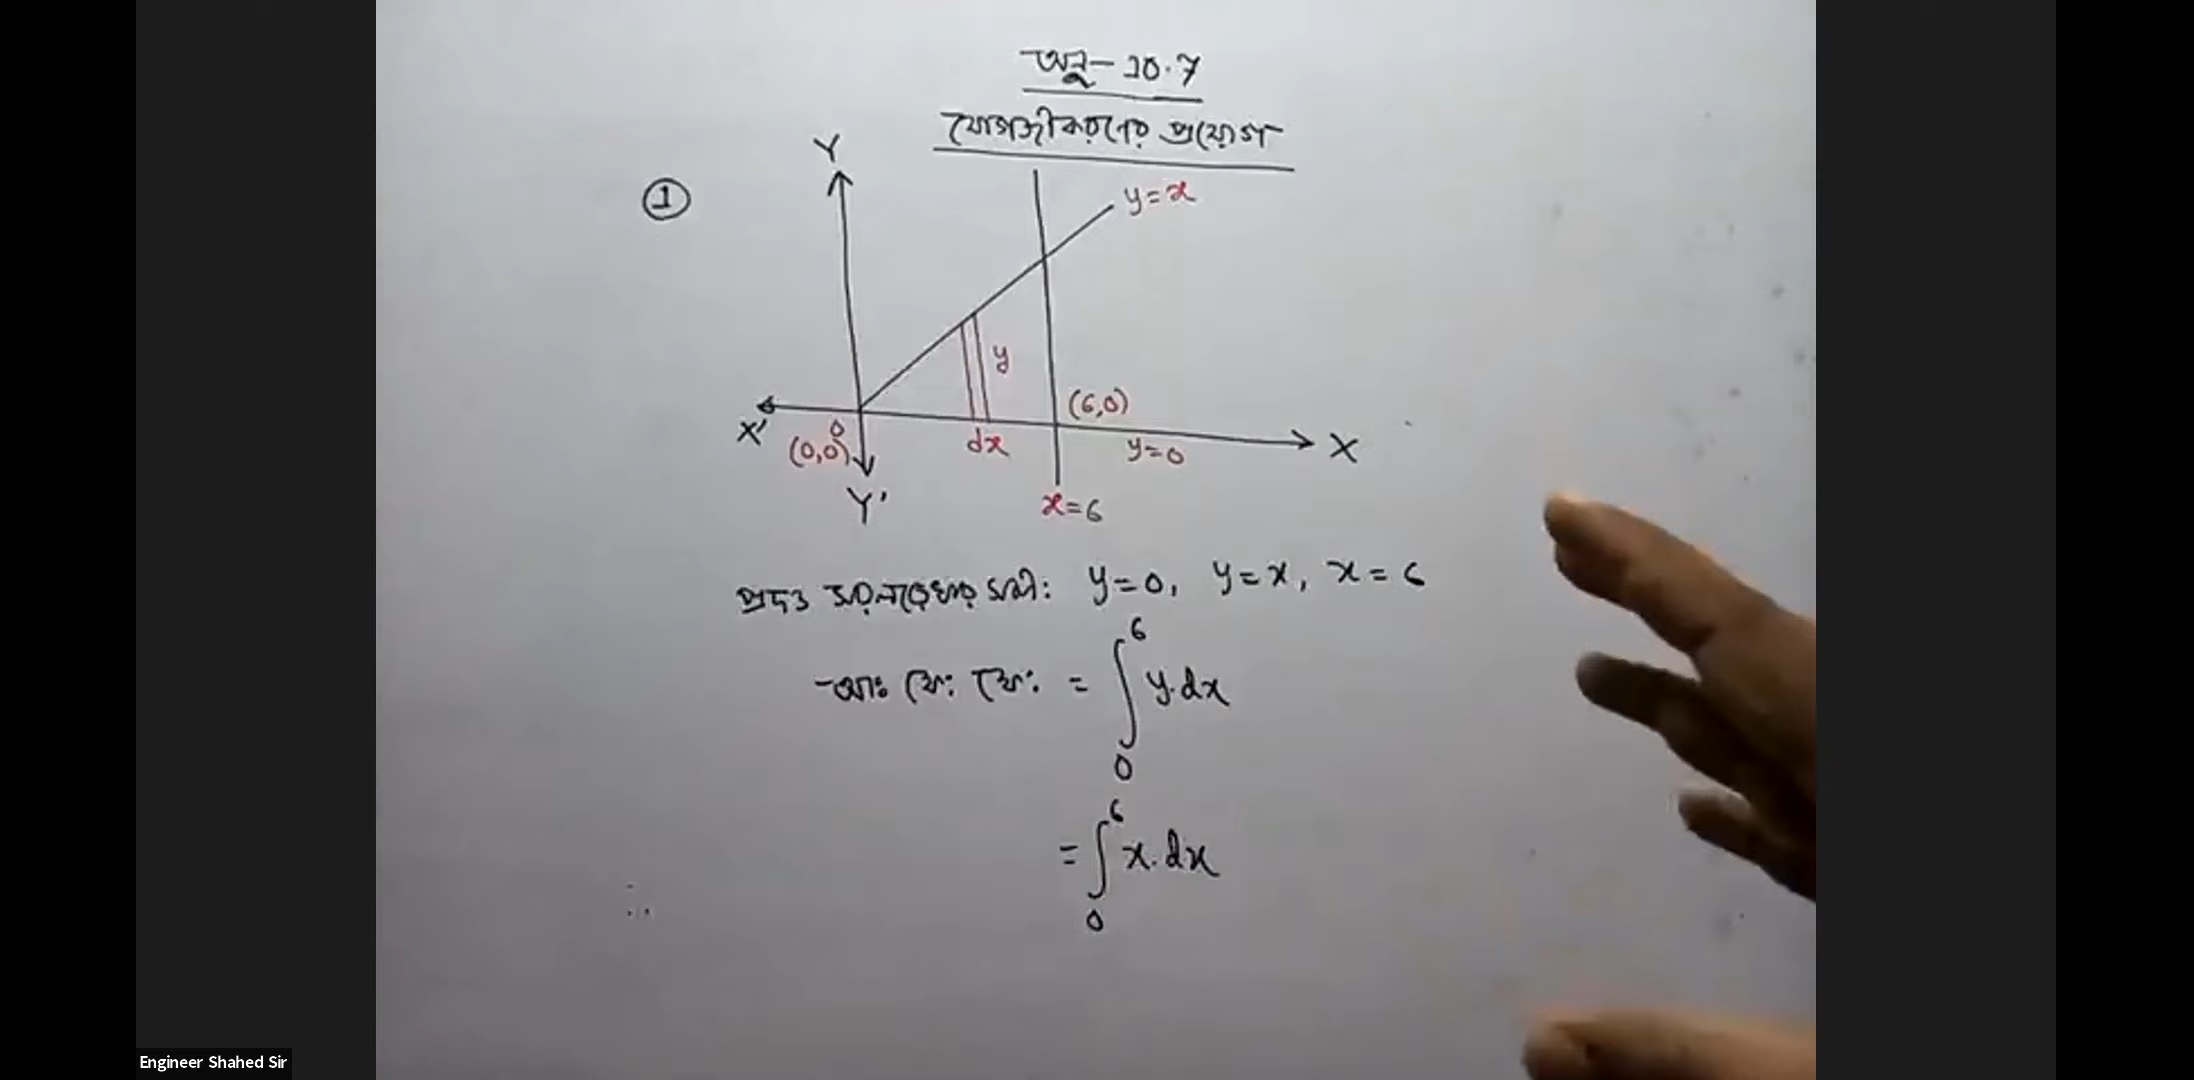 অনু- ১০.৭
যোগজীকরণের প্রয়োগ
①
Y
y=x
y
X'
0
(0,0)
dx
(6,0)
y=0
X
Y'
x=6
প্রদত্ত সরলরেখার সমী: y=0, y=x, x=6
আঃ ক্ষেঃ ক্ষেঃ = ∫₀⁶ y.dx
= ∫₀⁶ x.dx
Engineer Shahed Sir